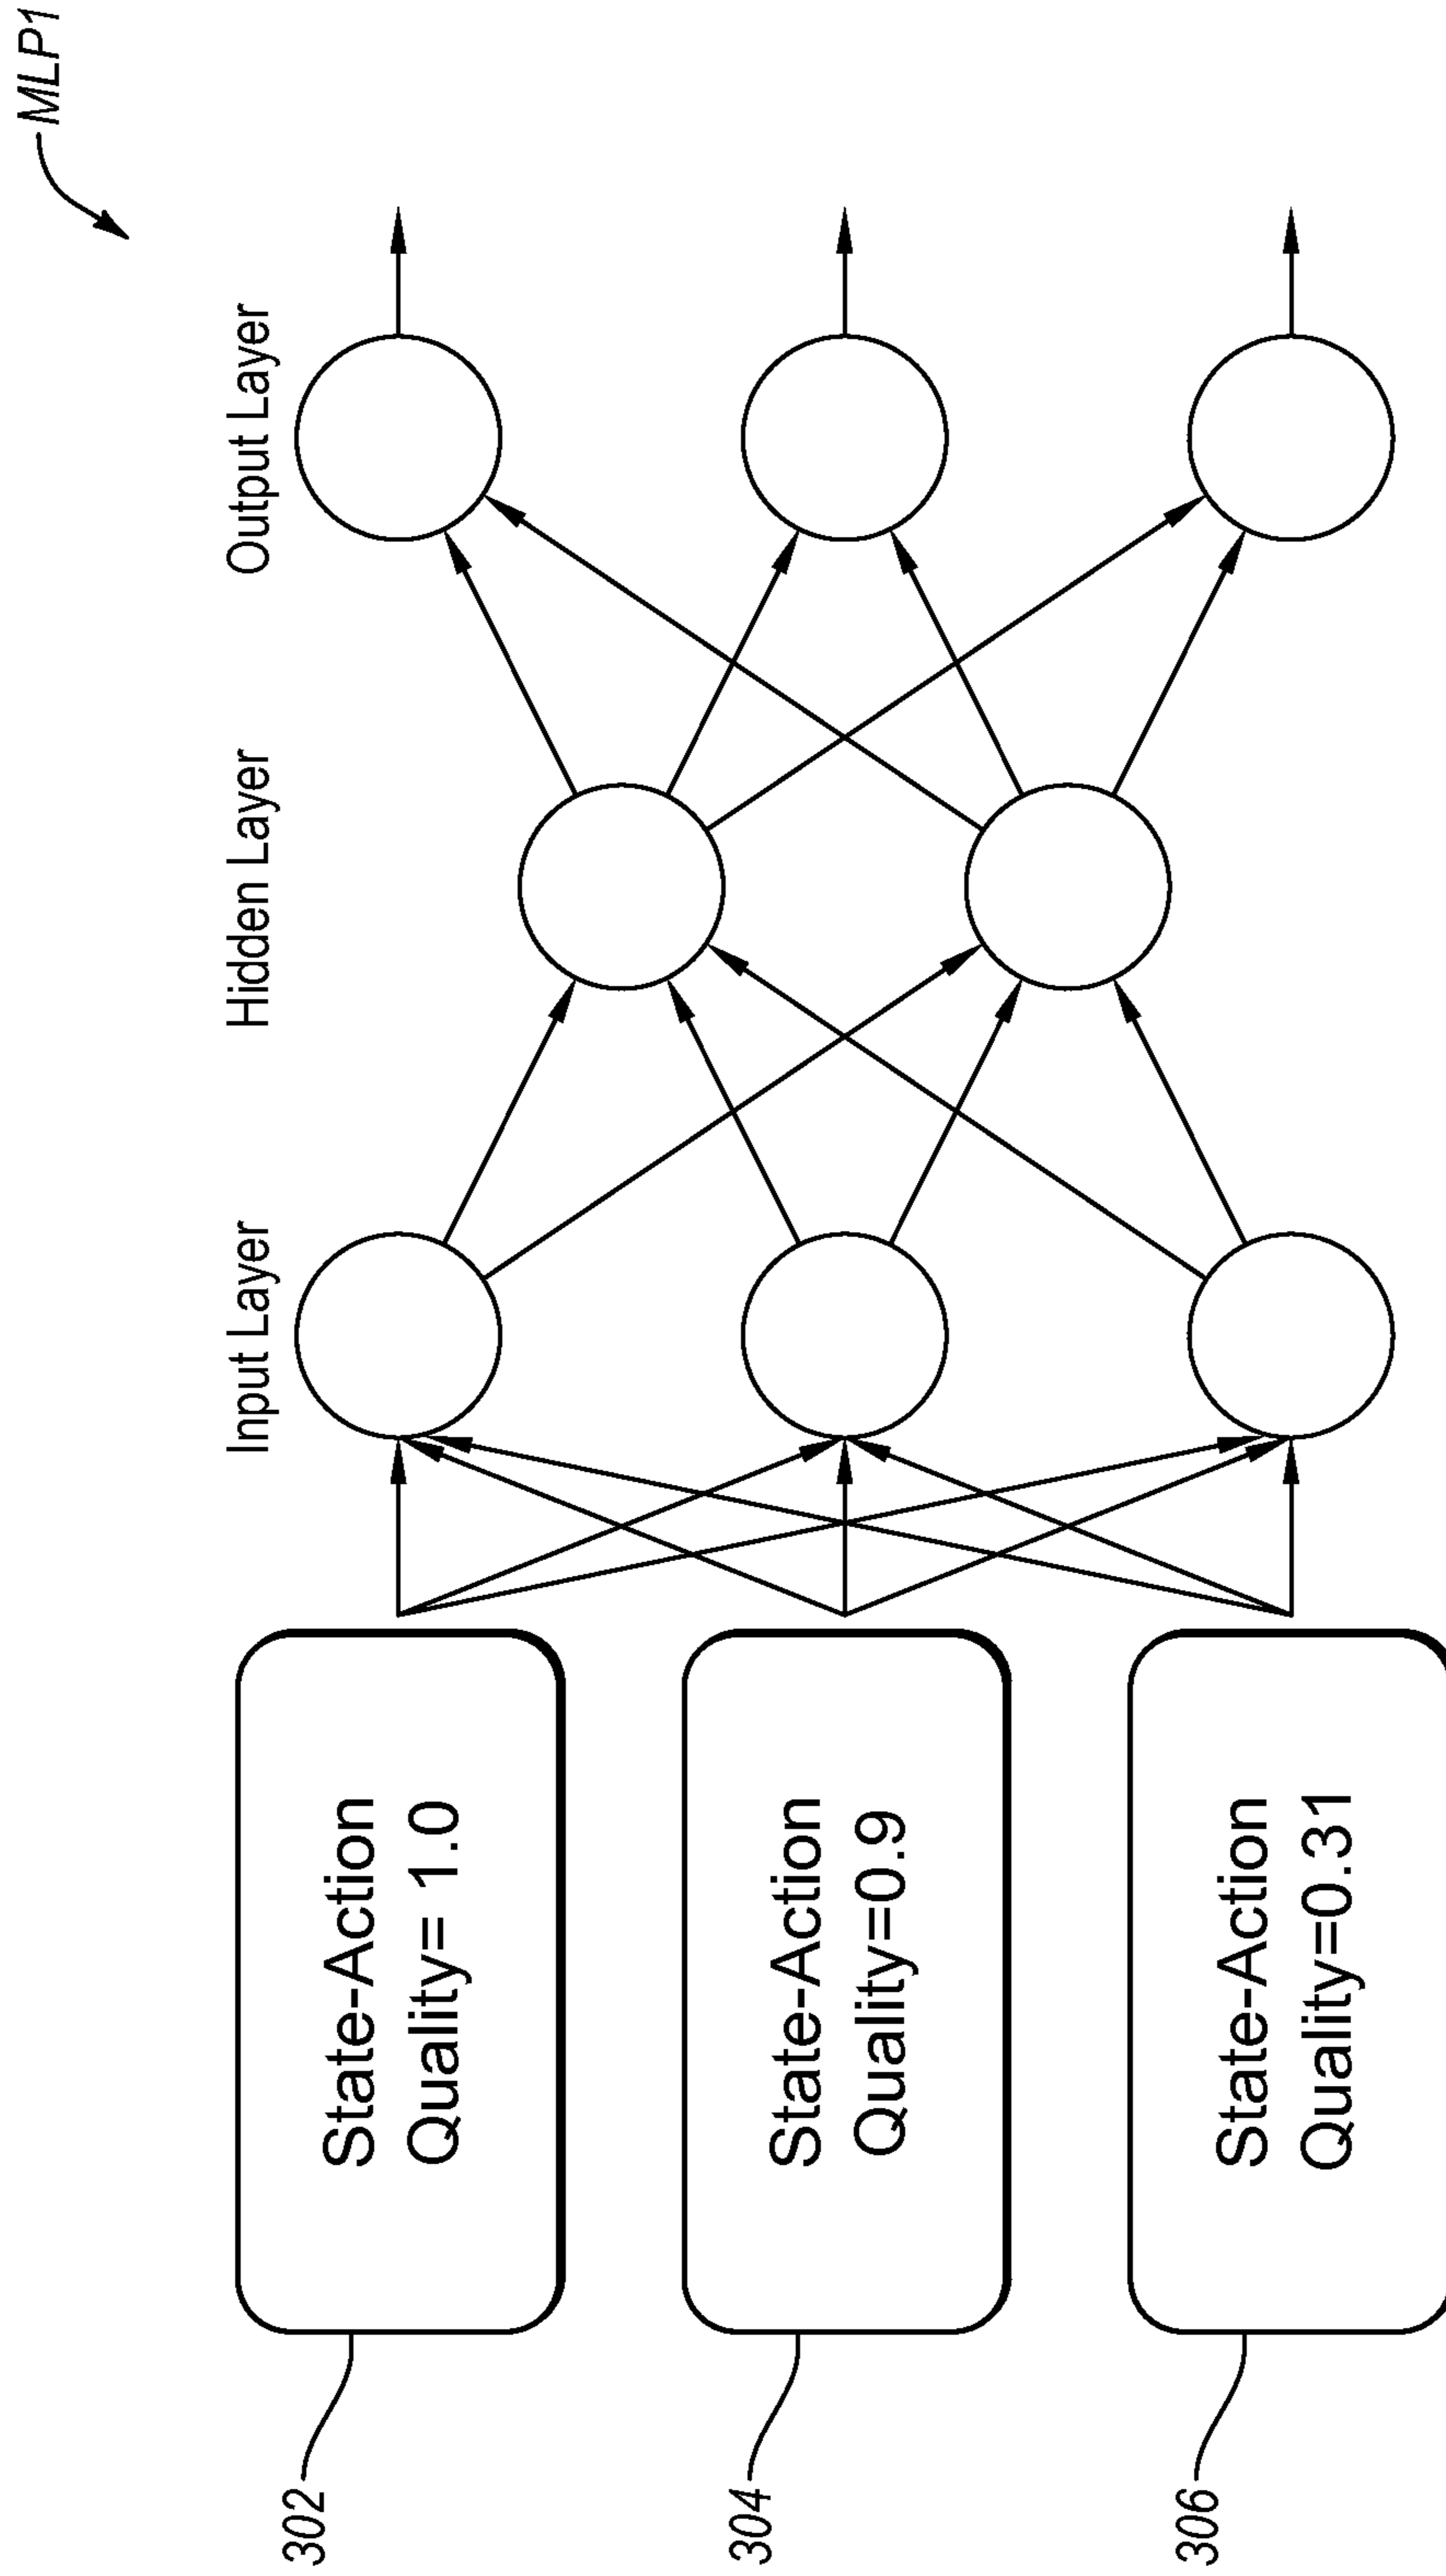 MLP1
Input Layer
Hidden Layer
Output Layer
302
State-Action
Quality= 1.0
304
State-Action
Quality=0.9
306
State-Action
Quality=0.31